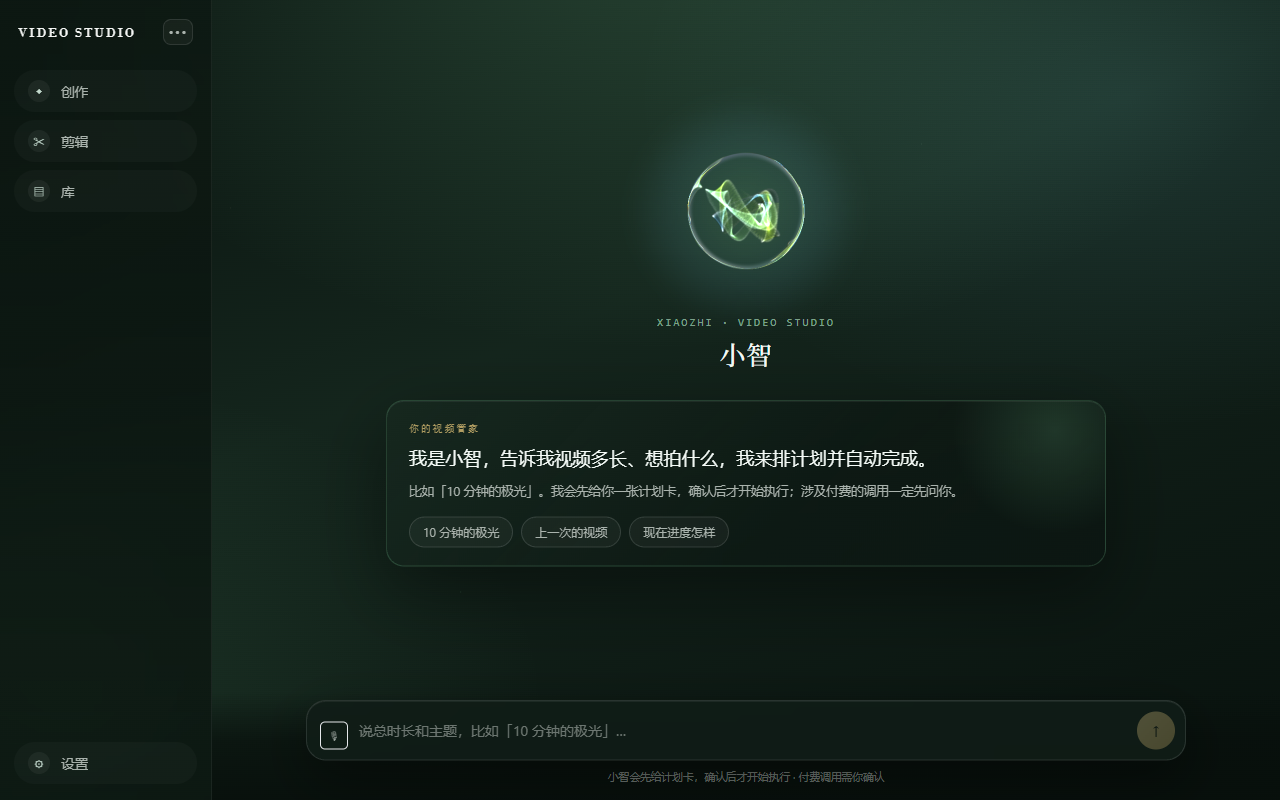 VIDEO STUDIO
创作
剪辑
库
设置
XIAOZHI · VIDEO STUDIO
小智
你的视频管家
我是小智，告诉我视频多长、想拍什么，我来排计划并自动完成。
比如「10 分钟的极光」。我会先给你一张计划卡，确认后才开始执行；涉及付费的调用一定先问你。
10 分钟的极光
上一次的视频
现在进度怎样
说总时长和主题，比如「10 分钟的极光」...
小智会先给计划卡，确认后才开始执行 · 付费调用需你确认